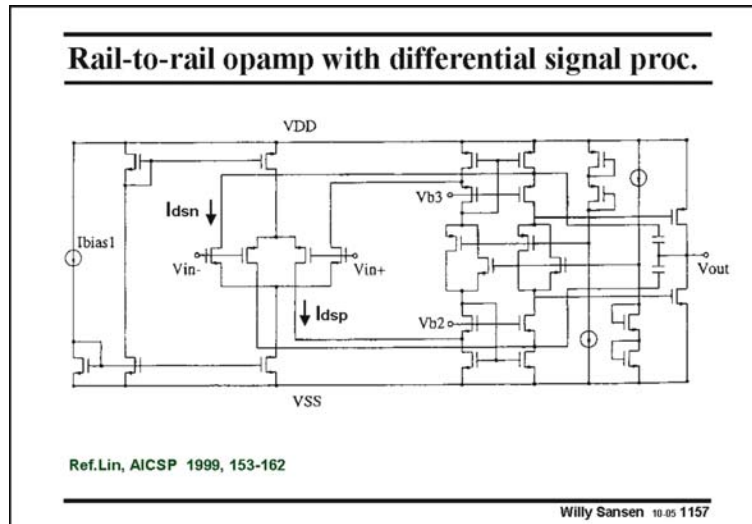 Rail-to-rail opamp with differential signal proc.
VDD
Idsn
Vb3
Ibias1
Vin-
Vin+
Vout
Idsp
Vb2
VSS
Ref.Lin, AICSP 1999, 153-162
Willy Sansen 10-05 1157